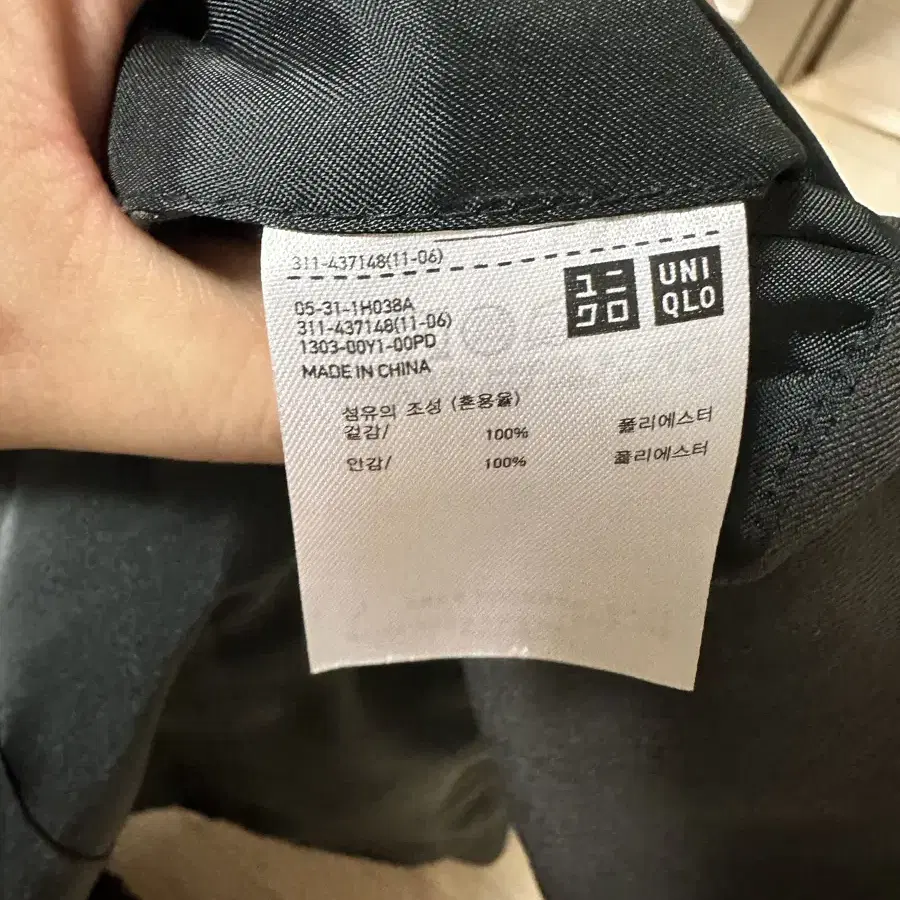 311-437148(11-06)
ユニ
クロ
UNI
QLO
05-31-1H038A
311-437148(11-06)
1303-00Y1-00PD
MADE IN CHINA
섬유의 조성 (혼용율)
겉감/ 100% 폴리에스터
안감/ 100% 폴리에스터